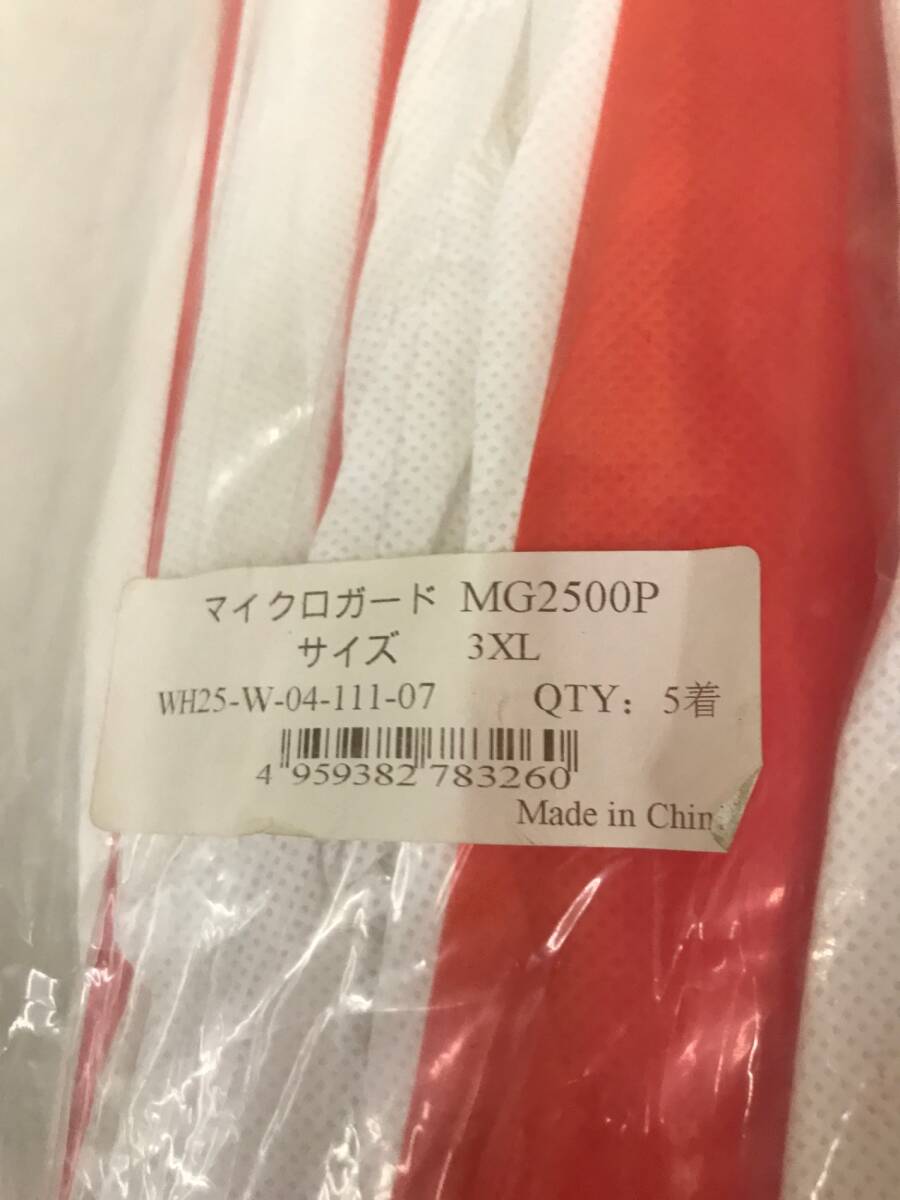 マイクロガード MG2500P
サイズ 3XL
WH25-W-04-111-07 QTY: 5着
4 959382 783260
Made in Chin